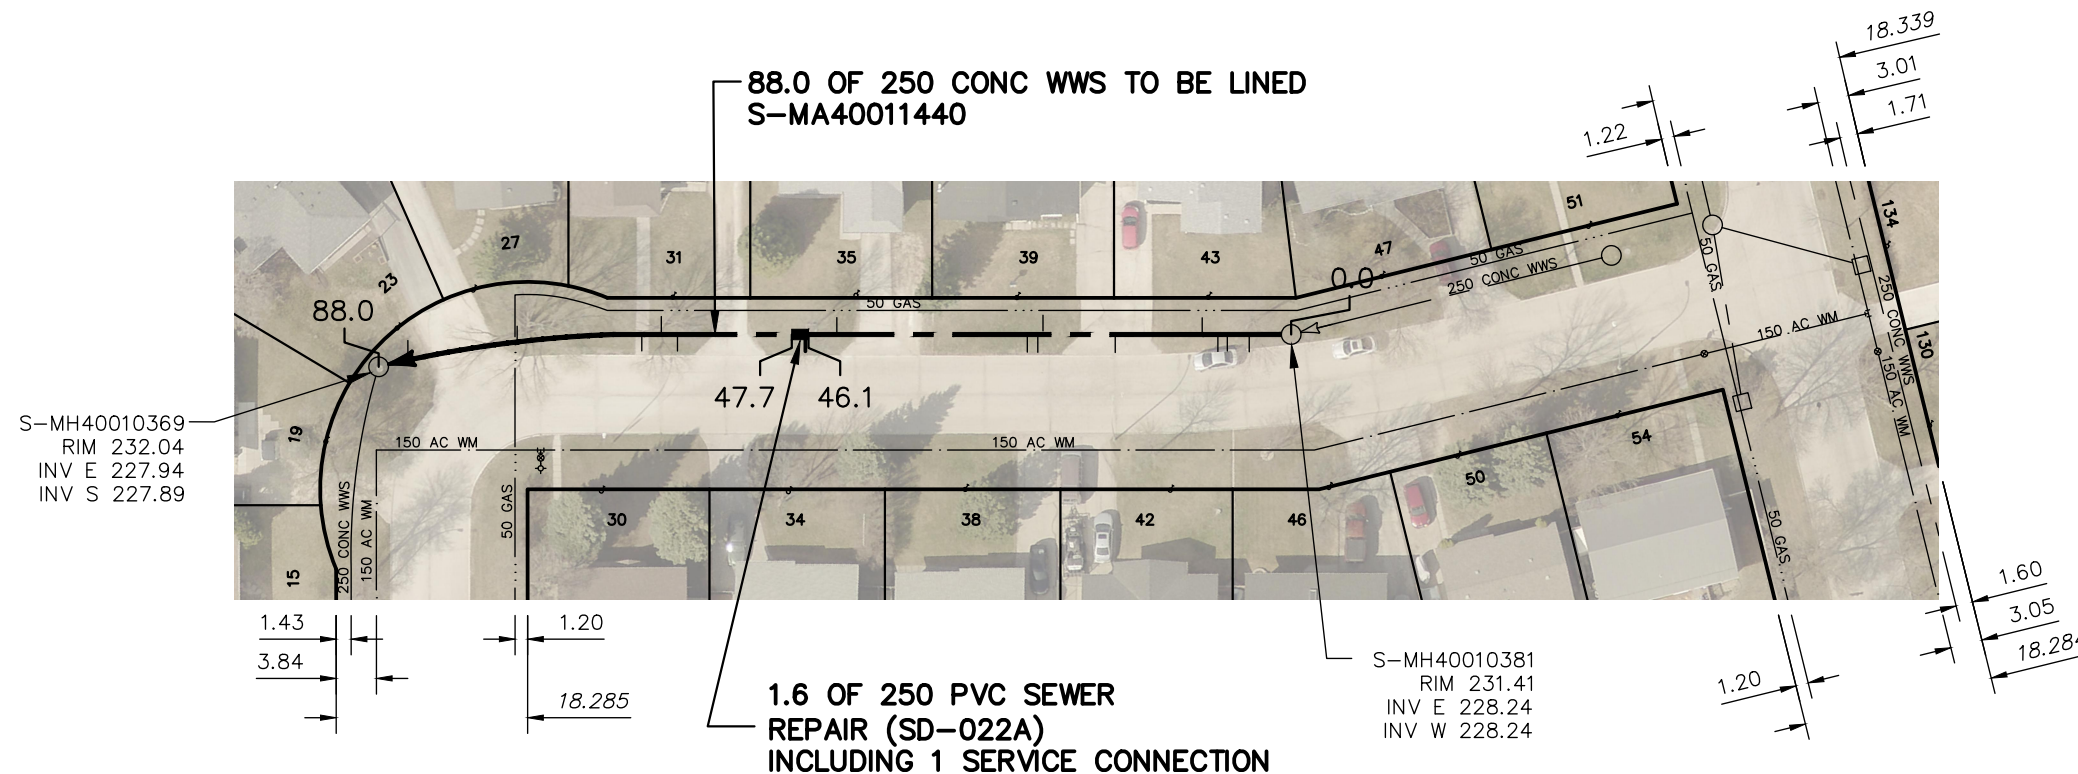 18.339
3.01
1.71
1.22
88.0 OF 250 CONC WWS TO BE LINED
S-MA40011440
51
134
27
31
35
39
43
47
23
50 GAS
50 GAS
50 GAS
250 CONC WWS
250 CONC WWS
0.0
88.0
150 AC WM
130
150 AC WM
47.7
46.1
S-MH40010369
RIM 232.04
INV E 227.94
INV S 227.89
19
150 AC WM
150 AC WM
54
50
250 CONC WWS
150 AC WM
50 GAS
50 GAS
30
34
38
42
46
15
1.43
1.20
3.84
18.285
1.6 OF 250 PVC SEWER
REPAIR (SD-022A)
INCLUDING 1 SERVICE CONNECTION
S-MH40010381
RIM 231.41
INV E 228.24
INV W 228.24
1.20
1.60
3.05
18.284